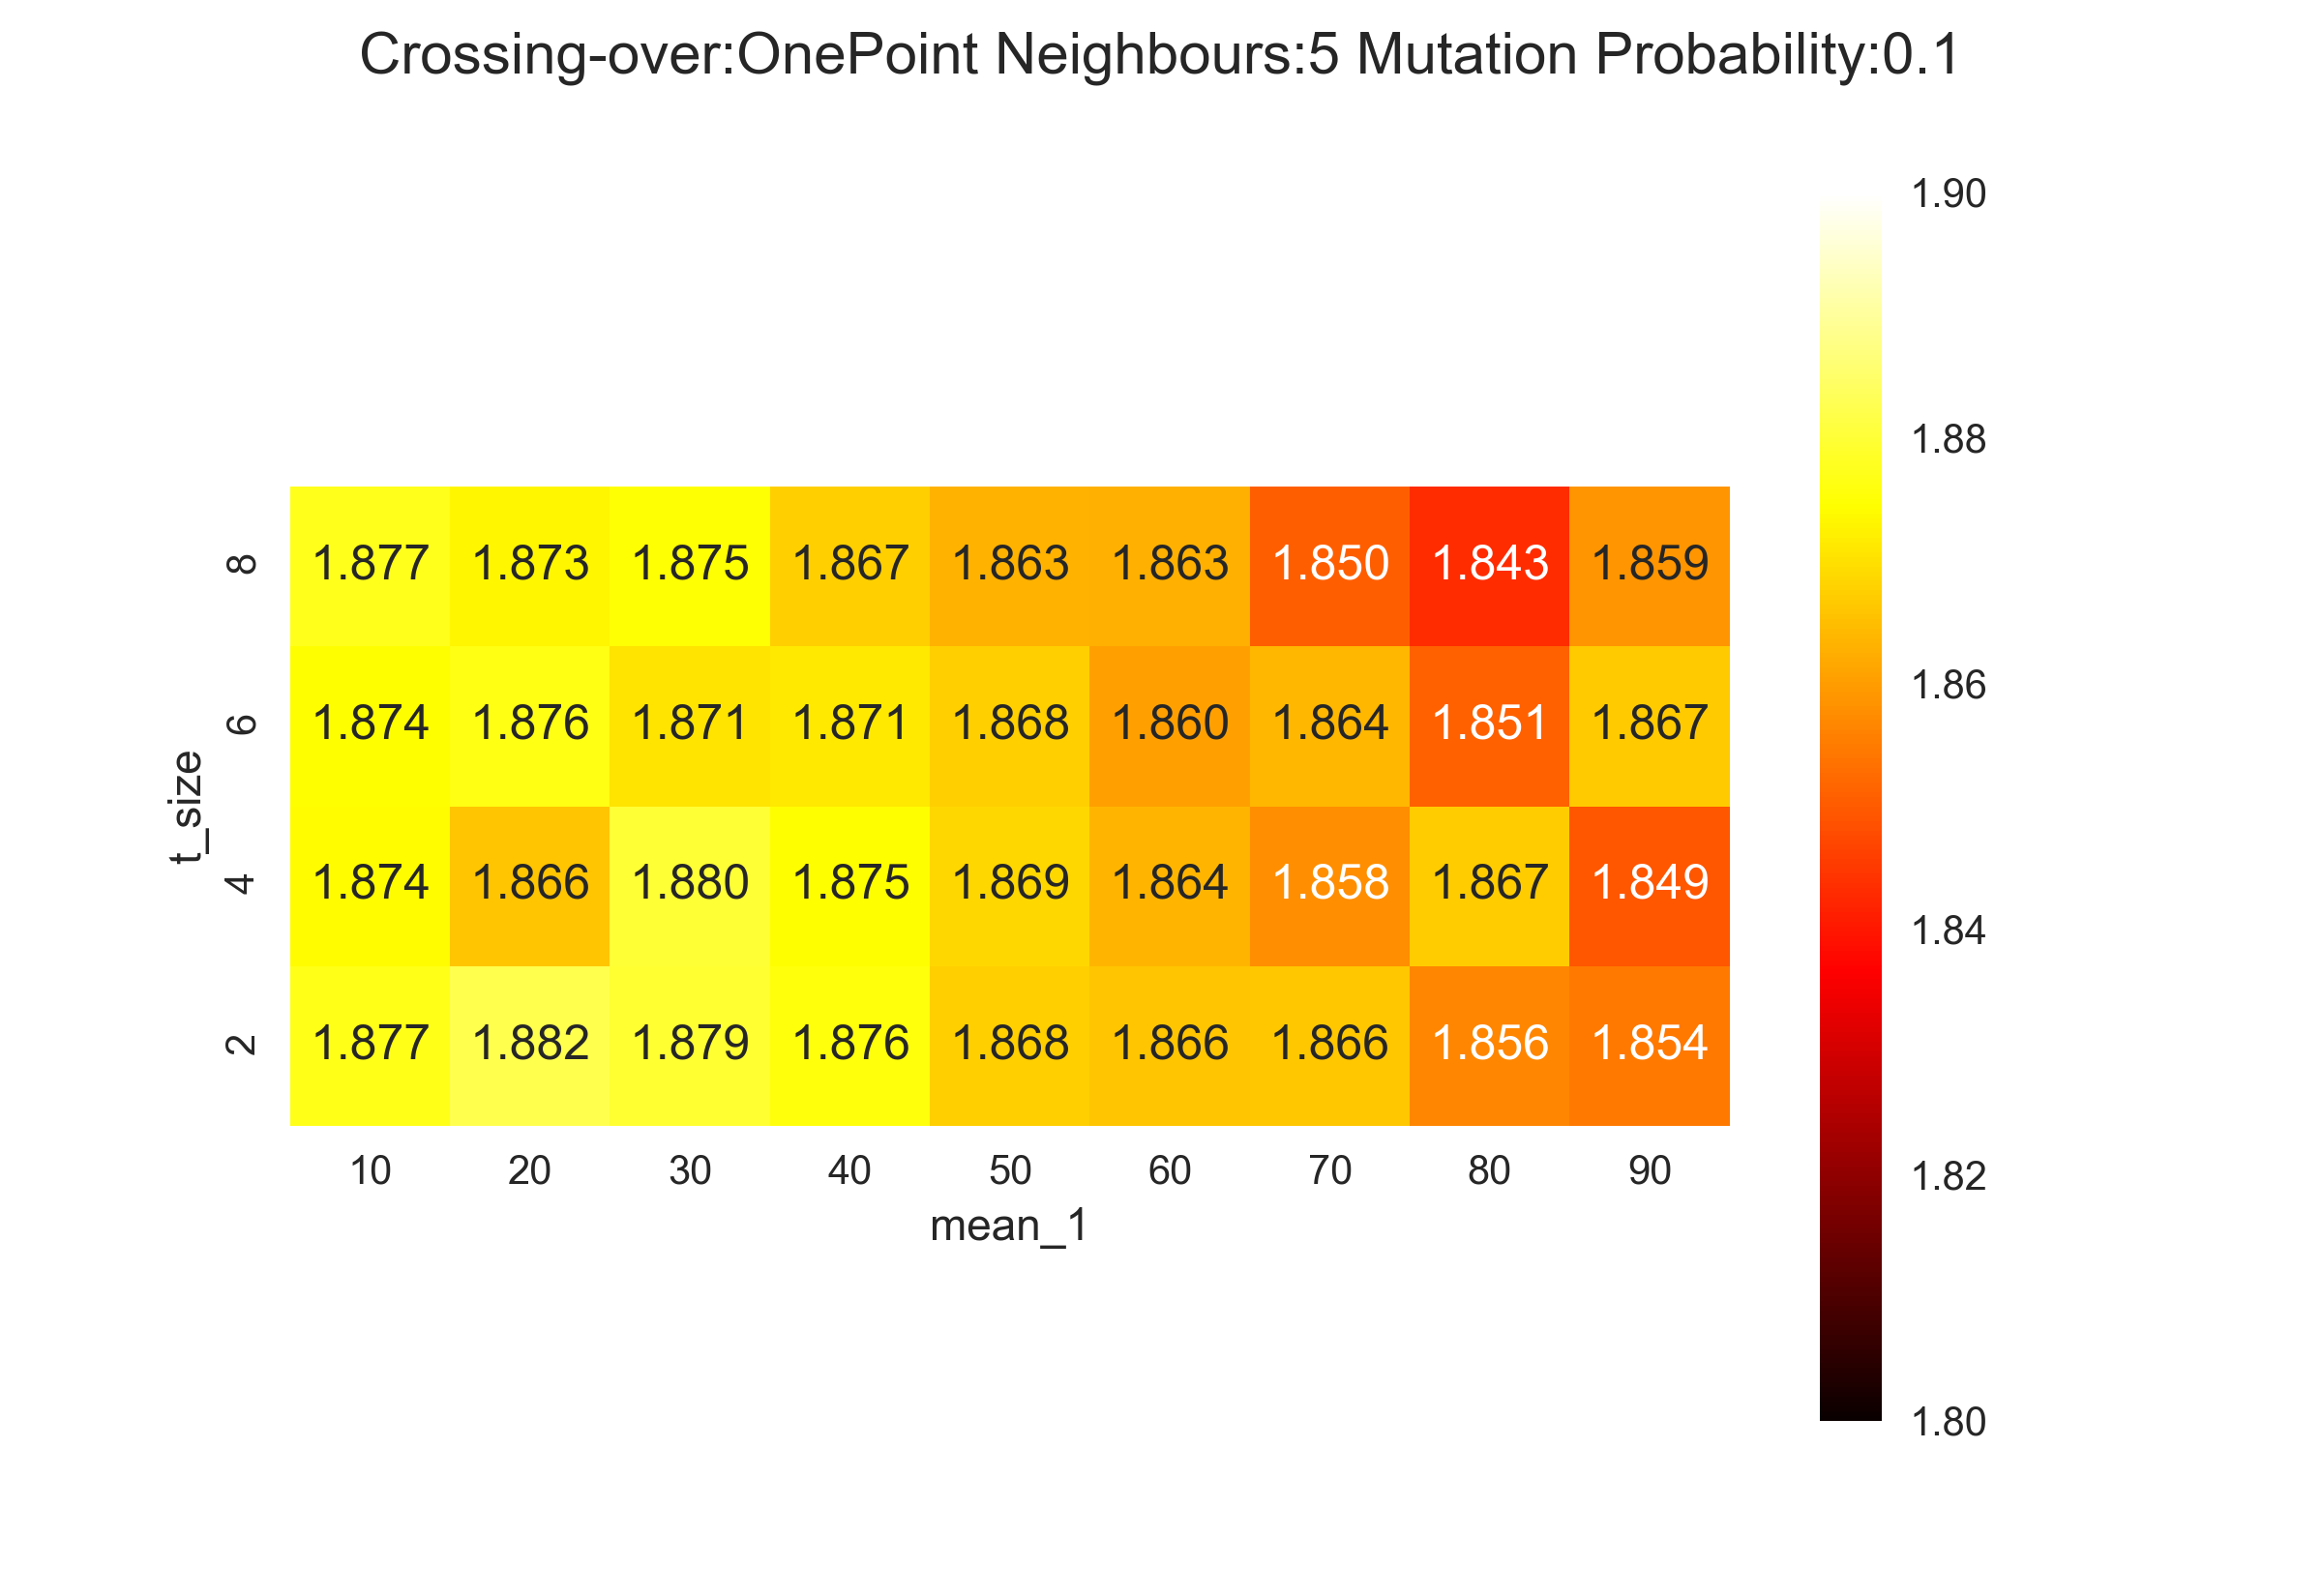 Crossing-over:OnePoint Neighbours:5 Mutation Probability:0.1
1.90
1.88
1.86
1.84
1.82
1.80
t_size
8 1.877 1.873 1.875 1.867 1.863 1.863 1.850 1.843 1.859
6 1.874 1.876 1.871 1.871 1.868 1.860 1.864 1.851 1.867
4 1.874 1.866 1.880 1.875 1.869 1.864 1.858 1.867 1.849
2 1.877 1.882 1.879 1.876 1.868 1.866 1.866 1.856 1.854
10 20 30 40 50 60 70 80 90
mean_1